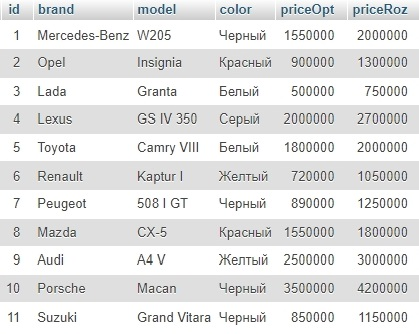 id brand model color priceOpt priceRoz
1 Mercedes-Benz W205 Черный 1550000 2000000
2 Opel Insignia Красный 900000 1300000
3 Lada Granta Белый 500000 750000
4 Lexus GS IV 350 Серый 2000000 2700000
5 Toyota Camry VIII Белый 1800000 2000000
6 Renault Kaptur I Желтый 720000 1050000
7 Peugeot 508 I GT Черный 890000 1250000
8 Mazda CX-5 Красный 1550000 1800000
9 Audi A4 V Желтый 2500000 3000000
10 Porsche Macan Черный 3500000 4200000
11 Suzuki Grand Vitara Черный 850000 1150000